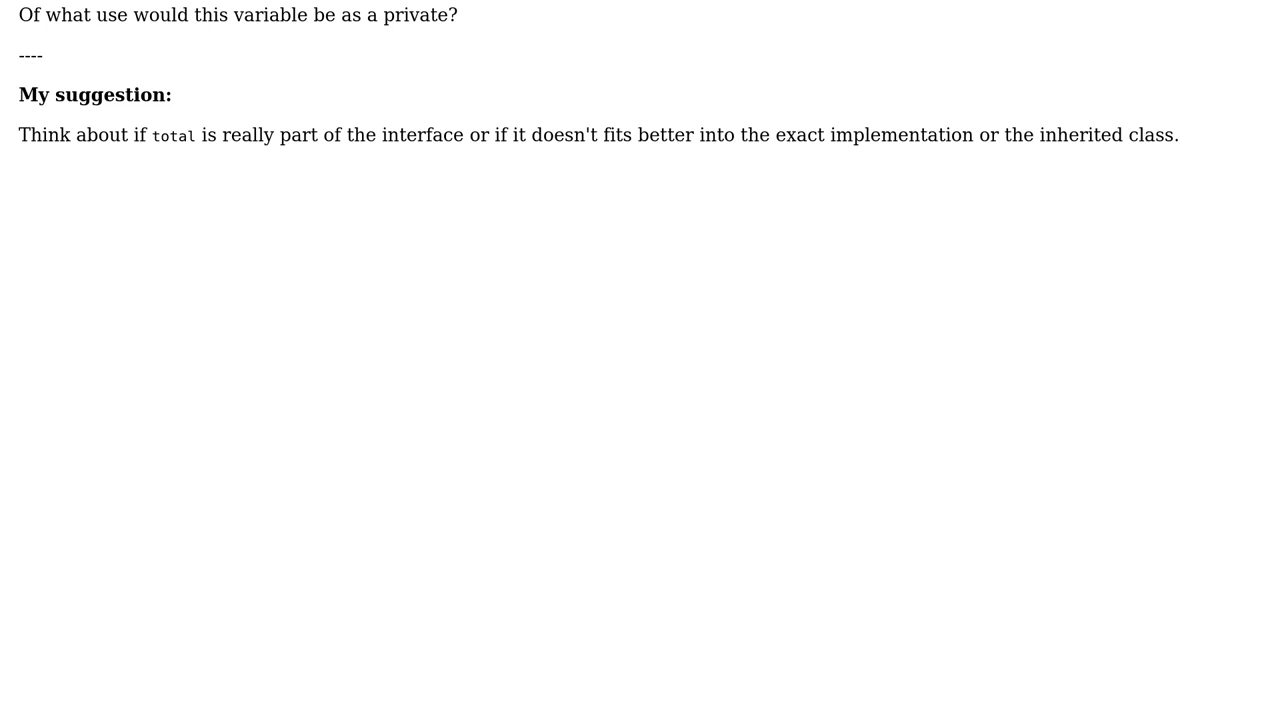 Of what use would this variable be as a private?
----
My suggestion:
Think about if total is really part of the interface or if it doesn't fits better into the exact implementation or the inherited class.